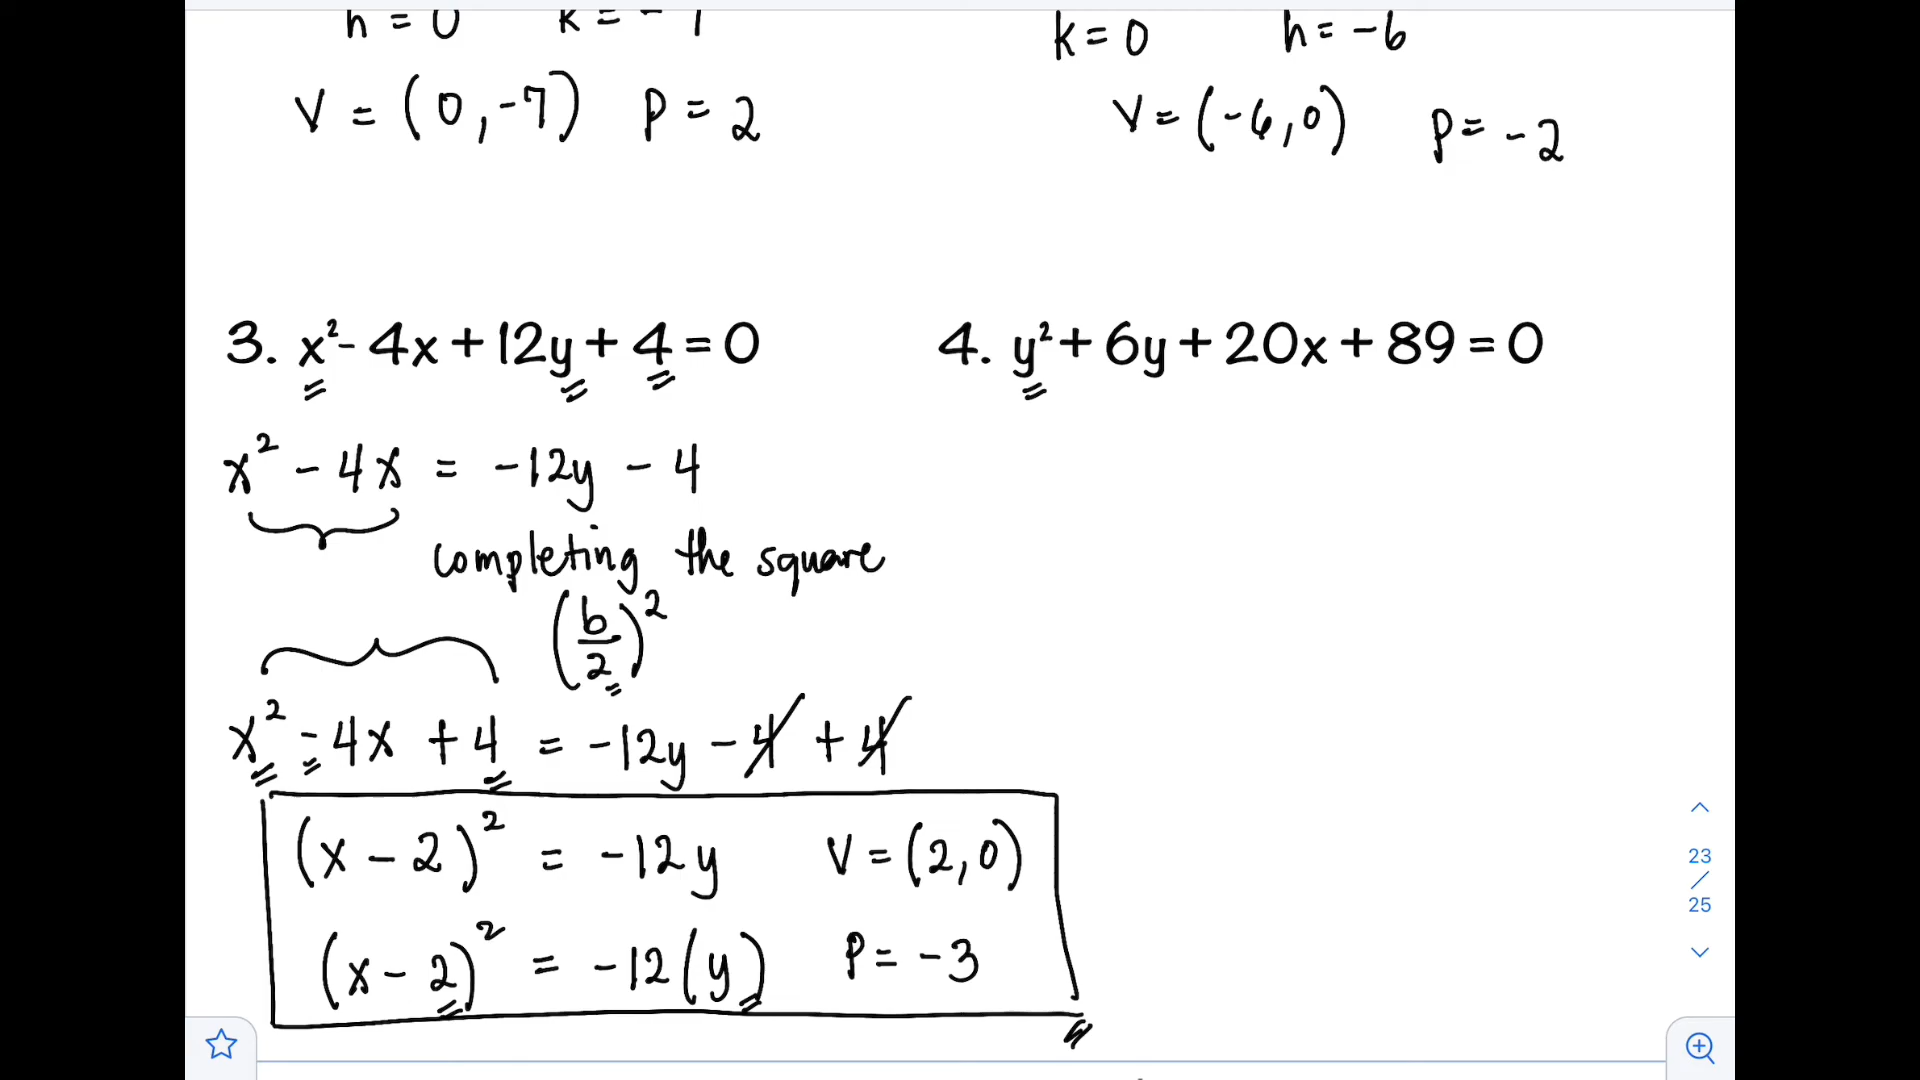 h = 0 k = -7
V = (0, -7) P = 2
k = 0 h = -6
V = (-6, 0) P = -2
3. x² - 4x + 12y + 4 = 0
x² - 4x = -12y - 4
completing the square
(b/2)²
x² - 4x + 4 = -12y - 4 + 4
(x - 2)² = -12y V = (2, 0)
(x - 2)² = -12(y) P = -3
4. y² + 6y + 20x + 89 = 0
23
/
25